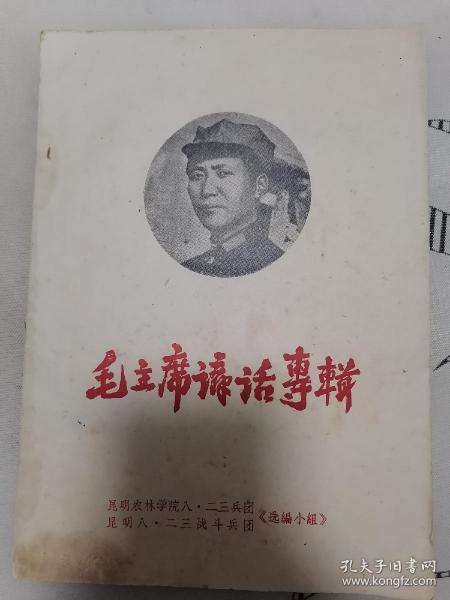 毛主席谛话專輯
昆明农林学院八·二三兵团
昆明八·二三战斗兵团
《选编小組》
孔夫子旧书网
www.kongfz.com